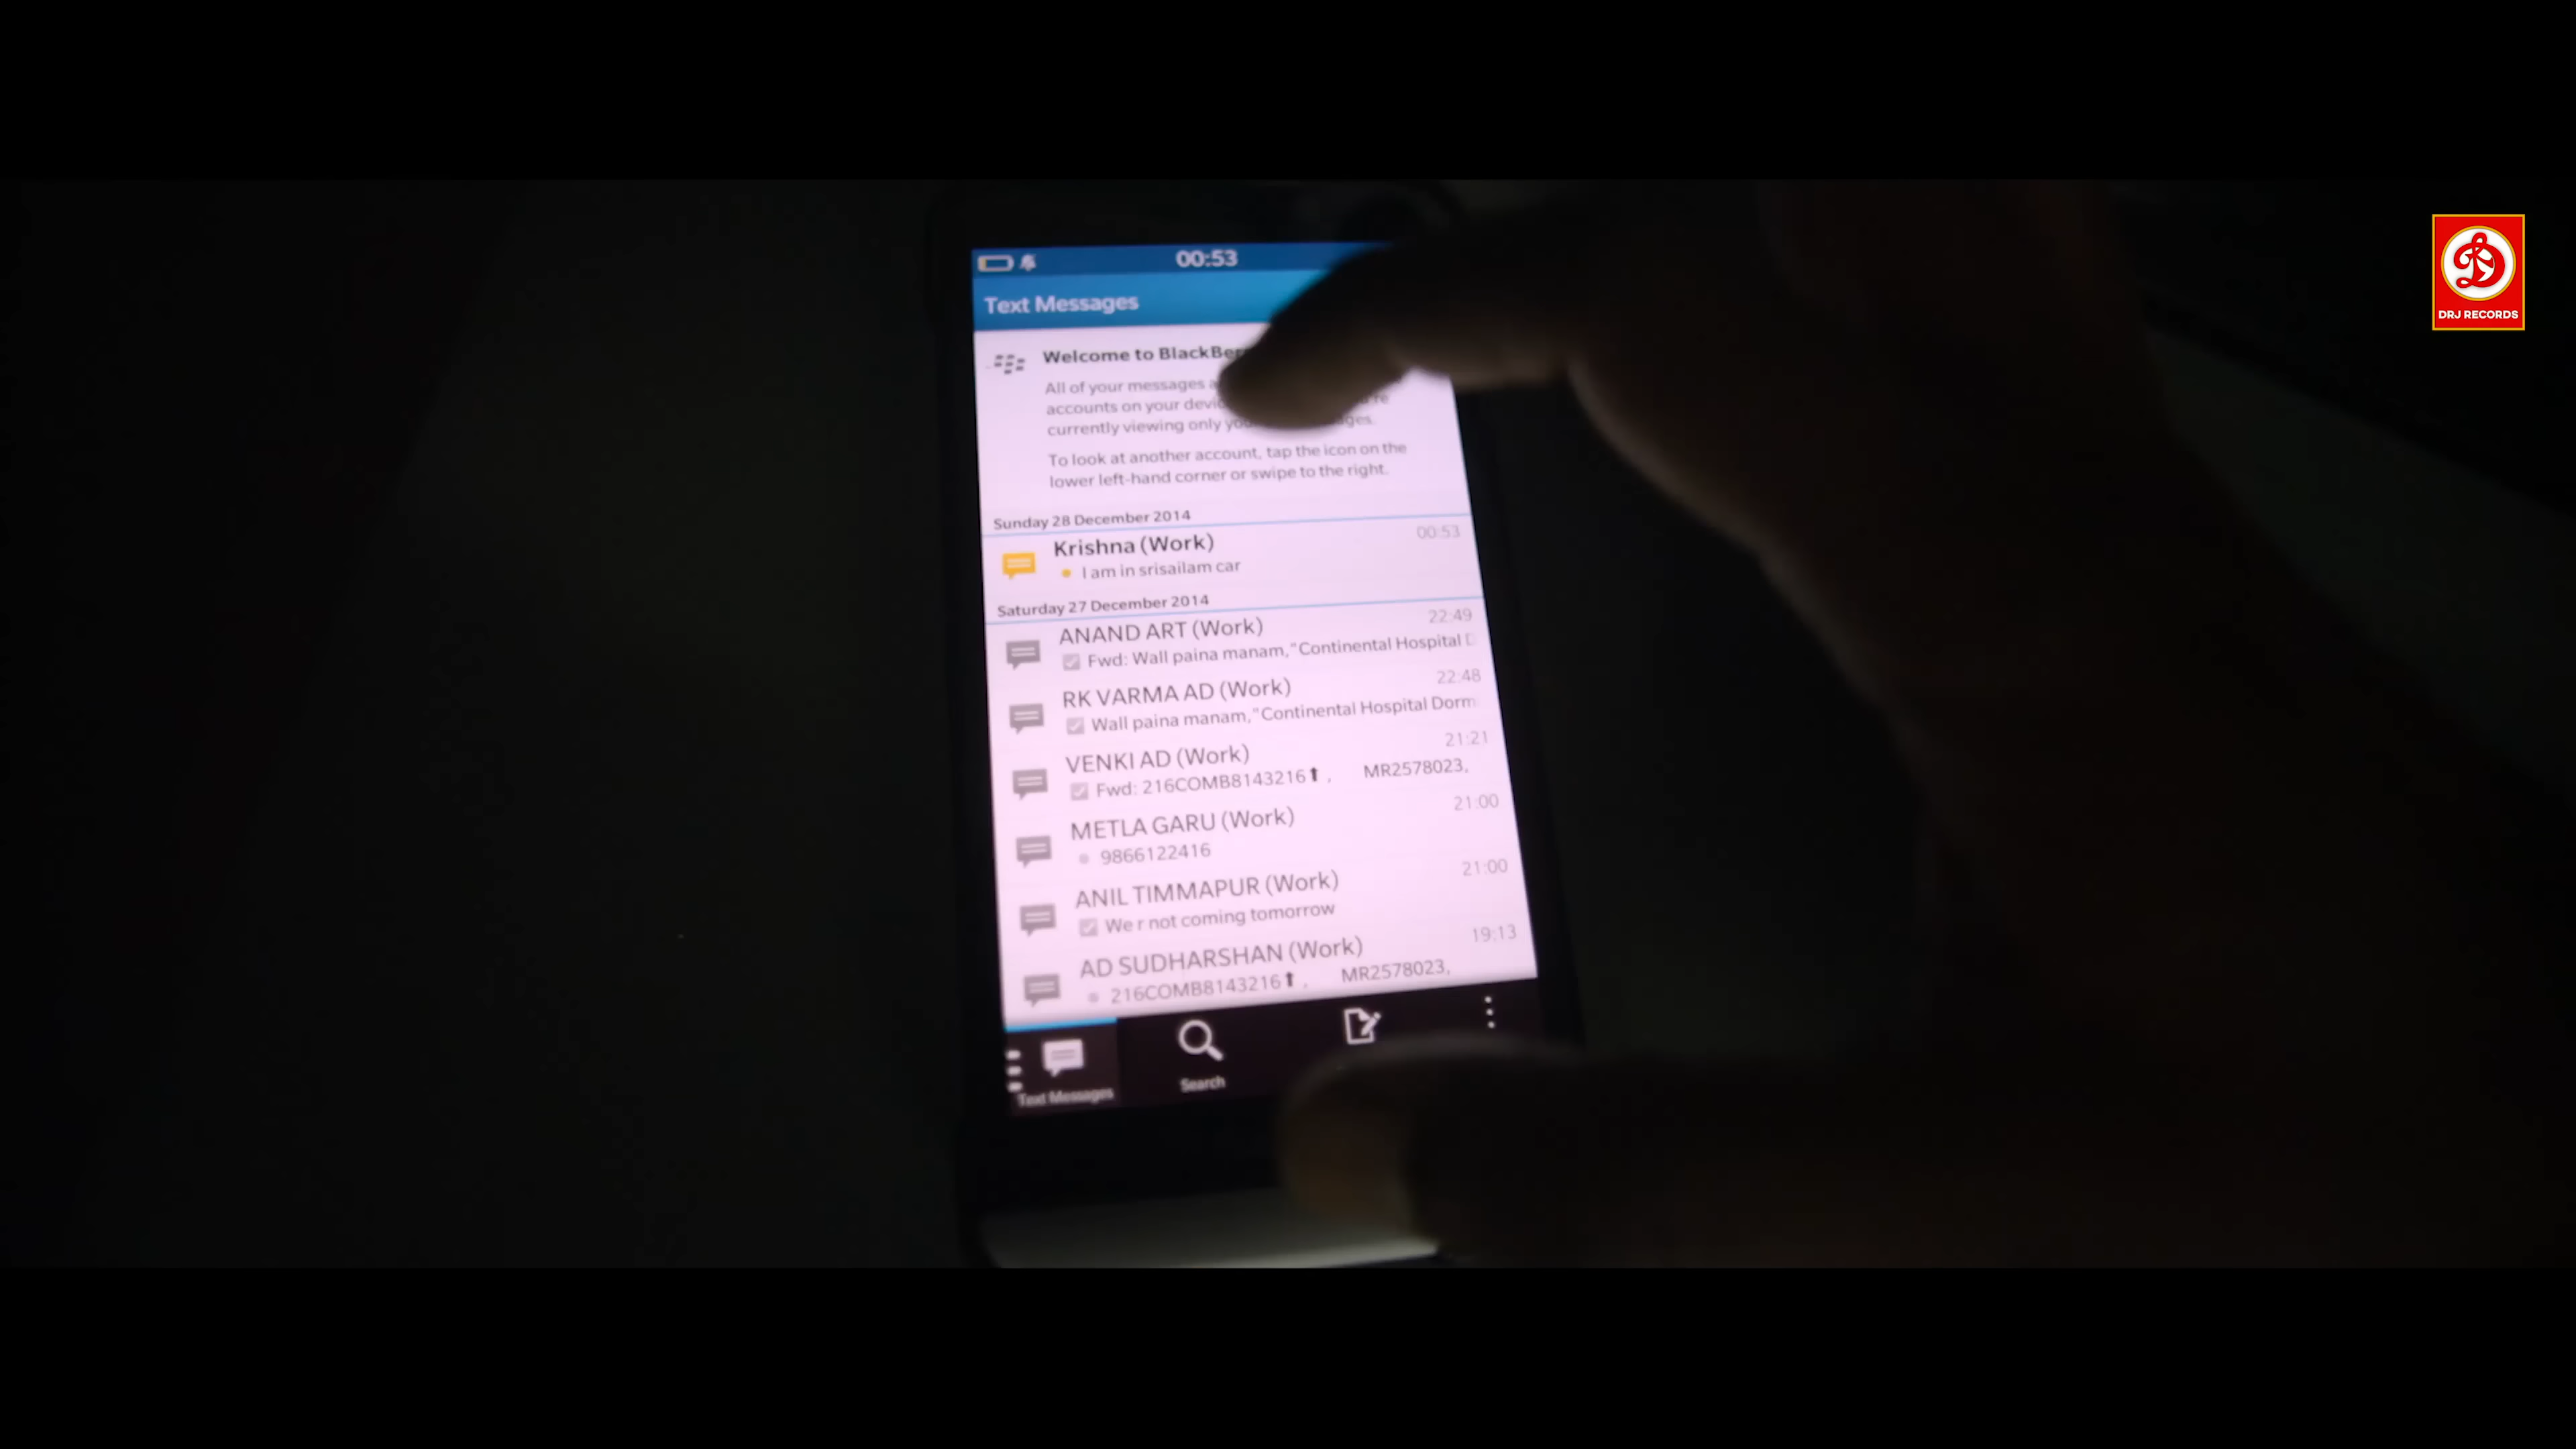 00:53
Text Messages
Welcome to
All of your messages
accounts on your
currently viewing only
To look at another account, tap the icon on the
lower left-hand corner or swipe to the right.
Sunday 28 December 2014
Krishna (Work) 00:53
I am in srisailam car
Saturday 27 December 2014
ANAND ART (Work) 22:49
Fwd: Wall paina manam,"Continental Hospital
RK VARMA AD (Work) 22:48
Wall paina manam,"Continental Hospital Dorm
VENKI AD (Work) 21:21
Fwd: 216COMB8143216⬆, MR2578023,
METLA GARU (Work) 21:00
9866122416
ANIL TIMMAPUR (Work) 21:00
We r not coming tomorrow
AD SUDHARSHAN (Work) 19:13
216COMB8143216⬆, MR2578023,
Text Messages
Search
DRJ RECORDS